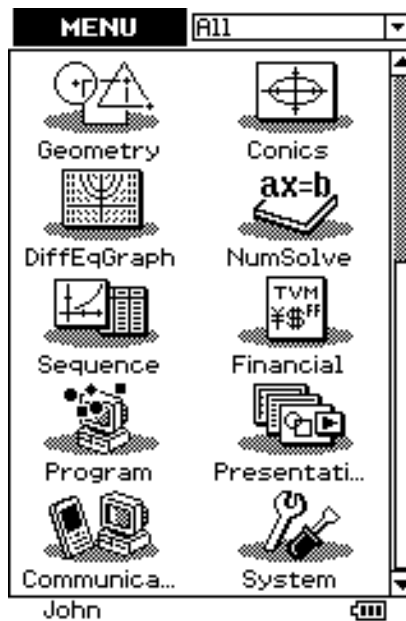 MENU All
Geometry Conics
ax=b
DiffEqGraph NumSolve
TVM
¥$FF
Sequence Financial
Program Presentati...
Communica... System
John